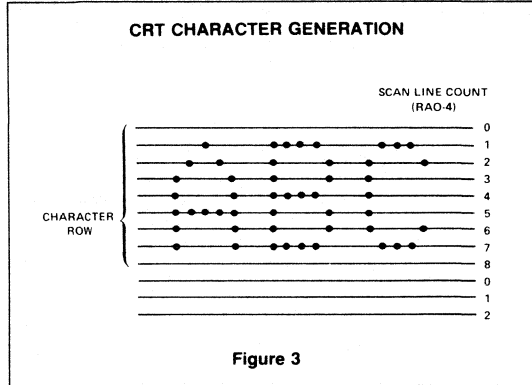 CRT CHARACTER GENERATION
SCAN LINE COUNT
(RAO-4)
0
1
2
3
4
5
CHARACTER
ROW
6
7
8
0
1
2
Figure 3